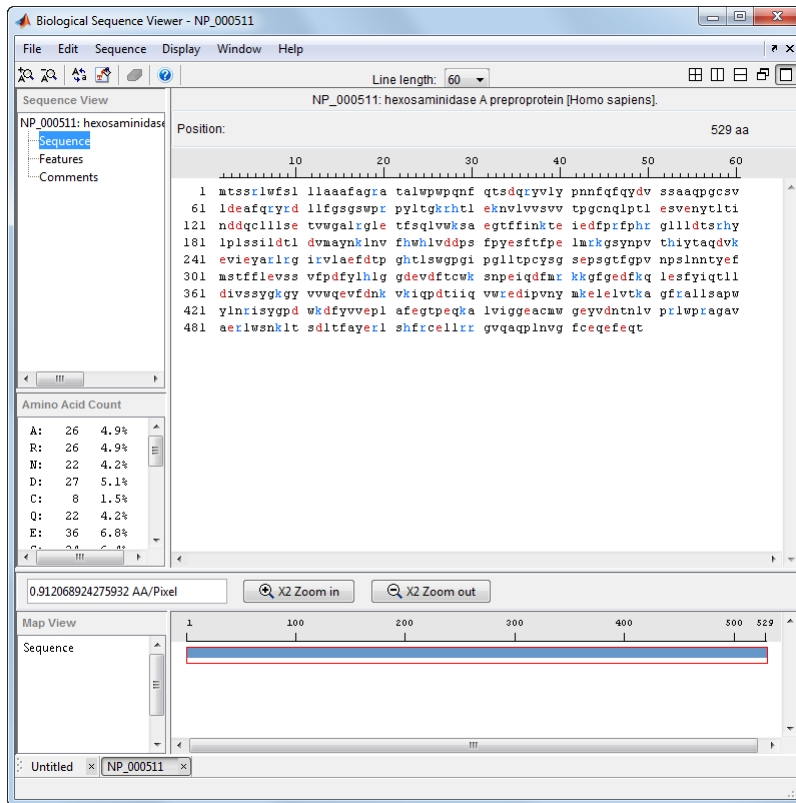 Biological Sequence Viewer - NP_000511
File Edit Sequence Display Window Help
Line length: 60
Sequence View
NP_000511: hexosaminidase A preproprotein [Homo sapiens].
NP_000511: hexosaminidase
Sequence
Features
Comments
Position: 529 aa
10 20 30 40 50 60
1 mtssrlwfsl llaaafagra talwpwpqnf qtsdqryvly pnnfqfqydv ssaaqpgcsv
61 ldeafqryrd llfgsgswpr pyltgkrhtl eknvlvvsvv tpgcnqlptl esvenytlti
121 nddqclllse tvwgalrgle tfsqlvwksa egtffinkte iedfprfphr gllldtsrhy
181 lplssildtl dvmaynklnv fhwhlvddps fpyesftfpe lmrkgsynpv thiytaqdvk
241 evieyarlrg irvlaefdtp ghtlswgpgi pglltpcysg sepsgtfgpv npslnntyef
301 mstfflevss vfpdfylhlg gdevdftcwk snpeiqdfmr kkgfgedfkq lesfyiqtll
361 divssygkgy vvwqevfdnk vkiqpdtiiq vwredipvny mkelelvtka gfrallsapw
421 ylnrisygpd wkdfyvvepl afegtpeqka lviggeacmw geyvdntnlv prlwpragav
481 aerlwsnklt sdltfayerl shfrcellrr gvqaqplnvg fceqefeqt
Amino Acid Count
A: 26 4.9%
R: 26 4.9%
N: 22 4.2%
D: 27 5.1%
C: 8 1.5%
Q: 22 4.2%
E: 36 6.8%
0.912068924275932 AA/Pixel
X2 Zoom in
X2 Zoom out
Map View
Sequence
1 100 200 300 400 500 529
Untitled
NP_000511